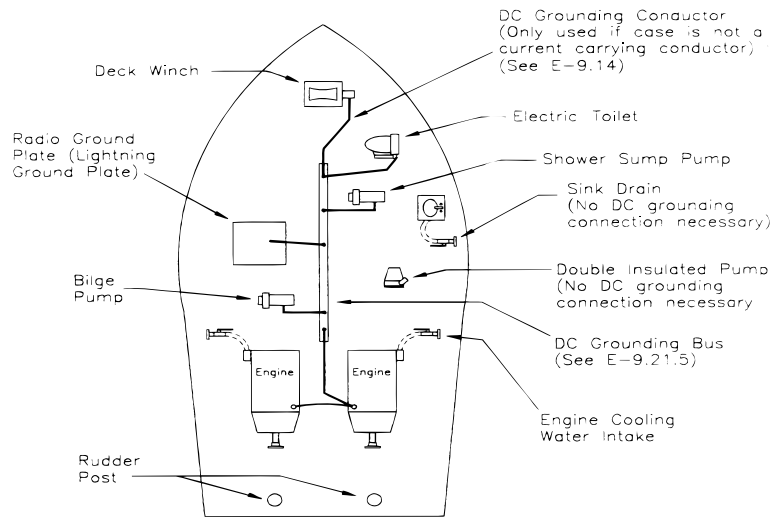 DC Grounding Conductor
(Only used if case is not a
current carrying conductor)
(See E-9.14)
Deck Winch
Electric Toilet
Radio Ground
Plate (Lightning
Ground Plate)
Shower Sump Pump
Sink Drain
(No DC grounding
connection necessary)
Double Insulated Pump
(No DC grounding
connection necessary
Bilge
Pump
DC Grounding Bus
(See E-9.21.5)
Engine
Engine
Engine Cooling
Water Intake
Rudder
Post